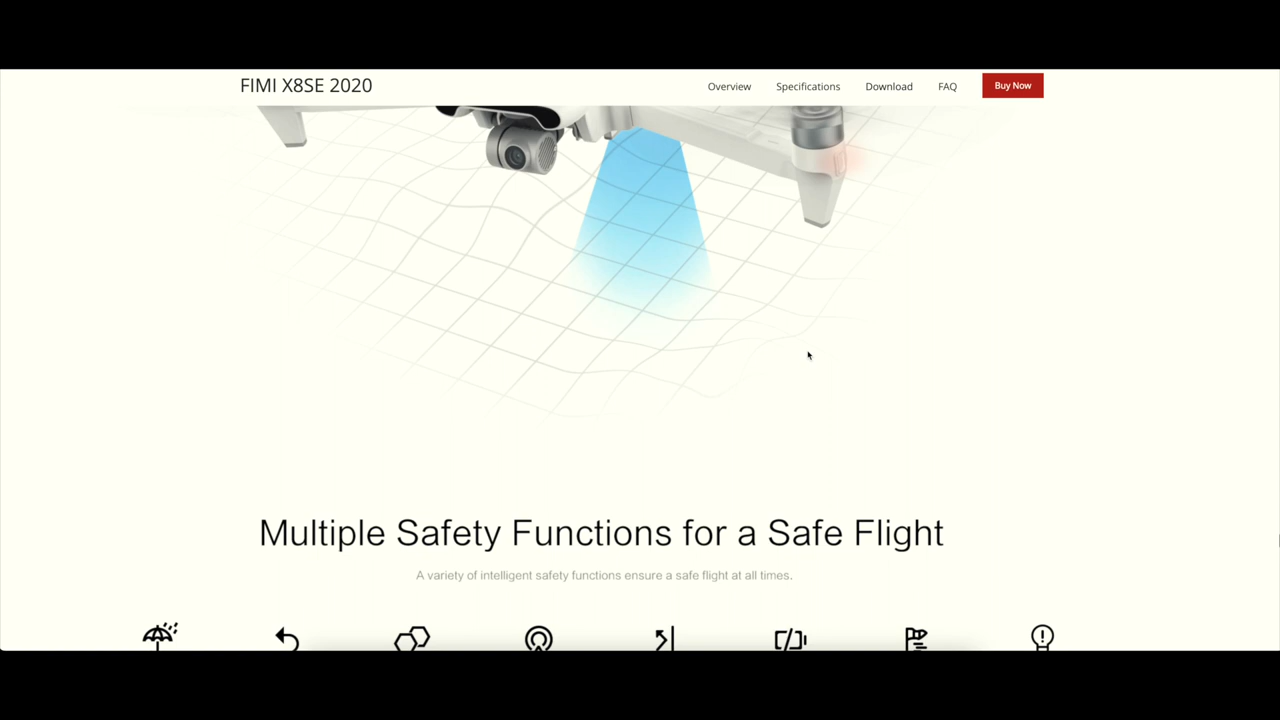 FIMI X8SE 2020
Overview
Specifications
Download
FAQ
Buy Now
Multiple Safety Functions for a Safe Flight
A variety of intelligent safety functions ensure a safe flight at all times.